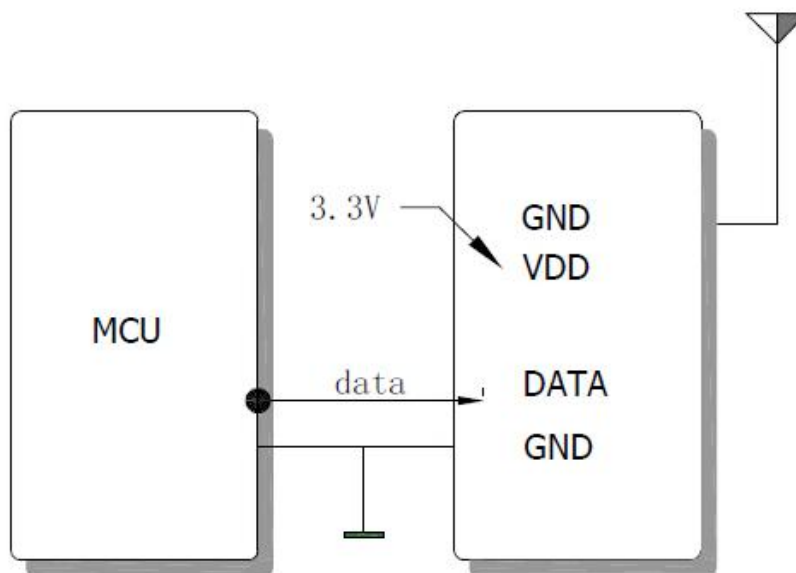 3.3V
GND
VDD
MCU
data
DATA
GND